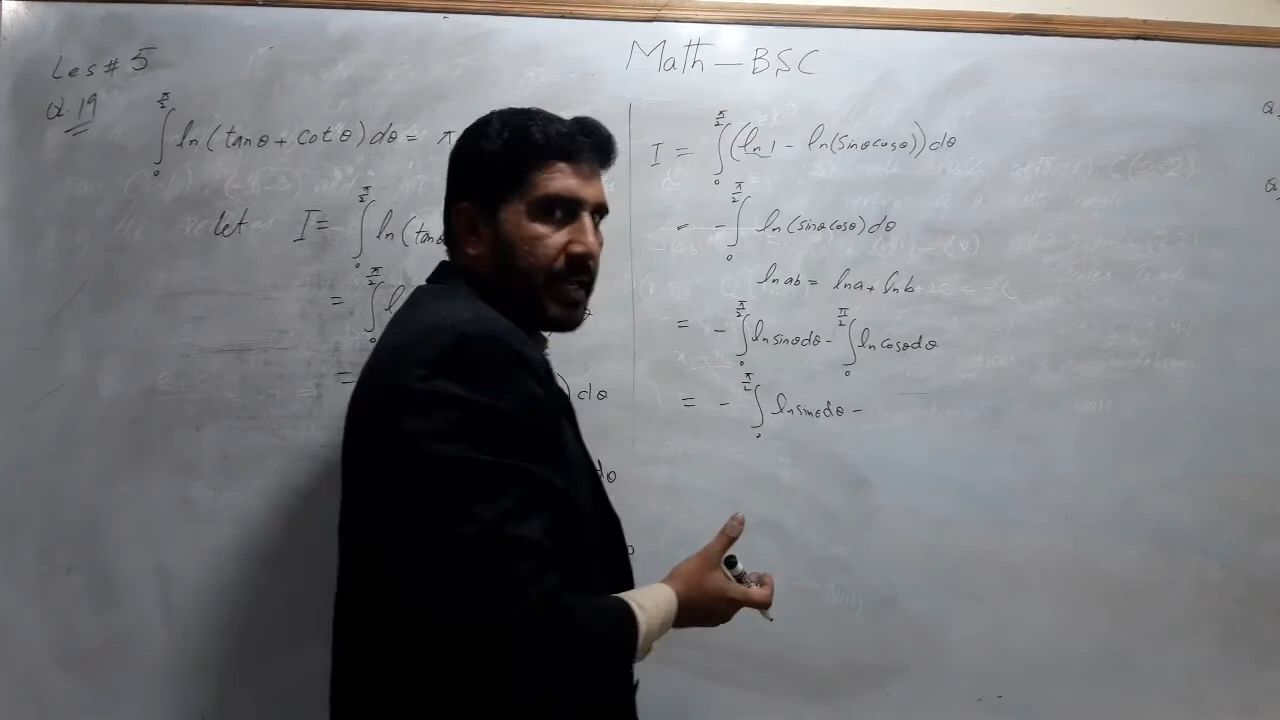 Les # 5
Math — BSC
Q 19
∫₀^{π/2} ln(tanθ + cotθ) dθ = π
let I = ∫₀^{π/2} ln(tanθ
= ∫₀^{π/2} l
=
) dθ
dθ
I = ∫₀^{π/2} (ln 1 - ln(sinθcosθ)) dθ
= - ∫₀^{π/2} ln(sinθcosθ) dθ
ln ab = ln a + ln b
= - ∫₀^{π/2} ln sinθ dθ - ∫₀^{π/2} ln cosθ dθ
= - ∫₀^{π/2} ln sinθ dθ -
Q
Q